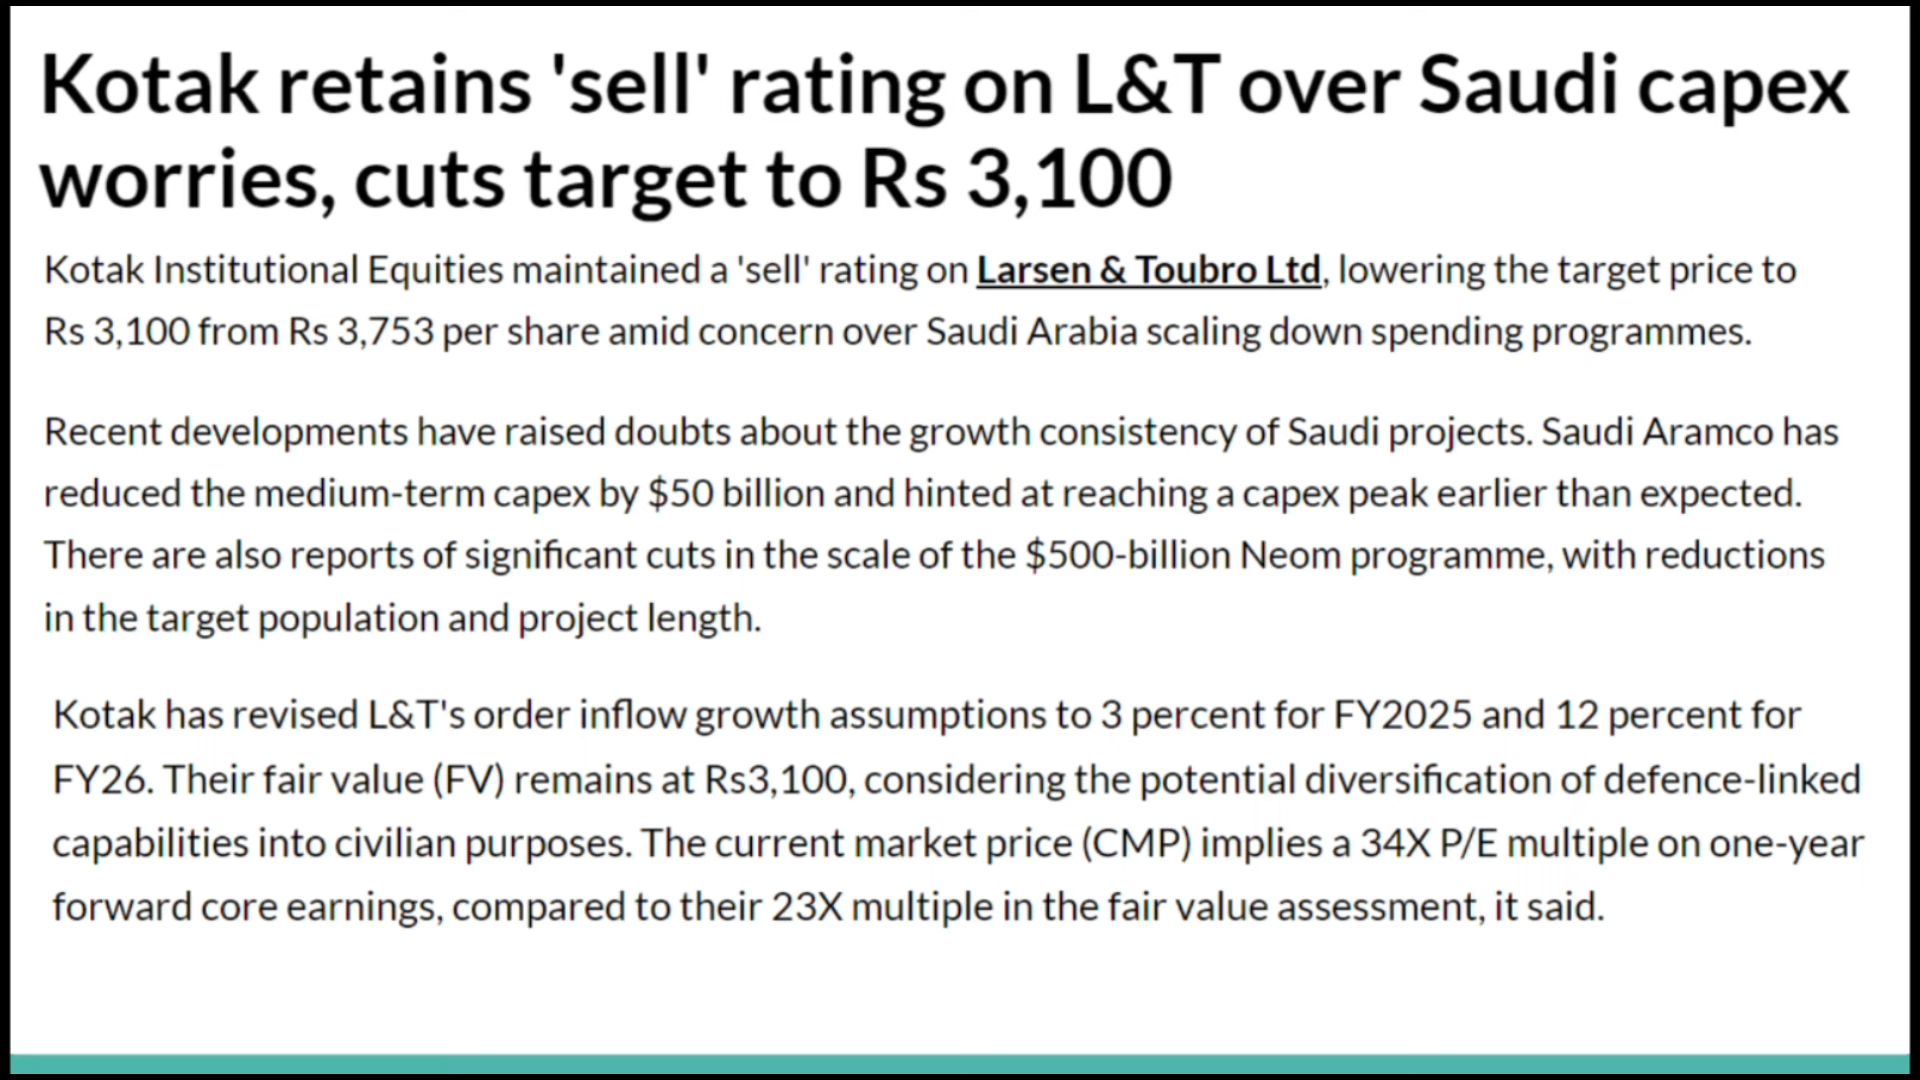 Kotak retains 'sell' rating on L&T over Saudi capex
worries, cuts target to Rs 3,100
Kotak Institutional Equities maintained a 'sell' rating on Larsen & Toubro Ltd, lowering the target price to
Rs 3,100 from Rs 3,753 per share amid concern over Saudi Arabia scaling down spending programmes.
Recent developments have raised doubts about the growth consistency of Saudi projects. Saudi Aramco has
reduced the medium-term capex by $50 billion and hinted at reaching a capex peak earlier than expected.
There are also reports of significant cuts in the scale of the $500-billion Neom programme, with reductions
in the target population and project length.
Kotak has revised L&T's order inflow growth assumptions to 3 percent for FY2025 and 12 percent for
FY26. Their fair value (FV) remains at Rs3,100, considering the potential diversification of defence-linked
capabilities into civilian purposes. The current market price (CMP) implies a 34X P/E multiple on one-year
forward core earnings, compared to their 23X multiple in the fair value assessment, it said.